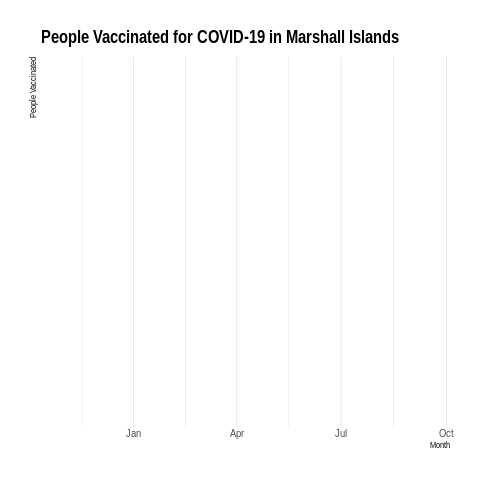 People Vaccinated for COVID-19 in Marshall Islands
People Vaccinated
Jan Apr Jul Oct
Month